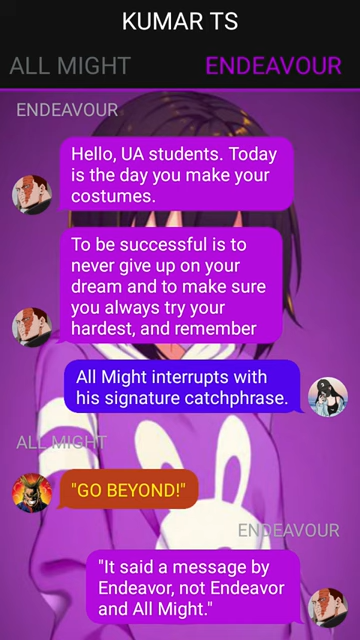 KUMAR TS
ALL MIGHT
ENDEAVOUR
ENDEAVOUR
Hello, UA students. Today
is the day you make your
costumes.
To be successful is to
never give up on your
dream and to make sure
you always try your
hardest, and remember
All Might interrupts with
his signature catchphrase.
ALL MIGHT
"GO BEYOND!"
ENDEAVOUR
"It said a message by
Endeavor, not Endeavor
and All Might."